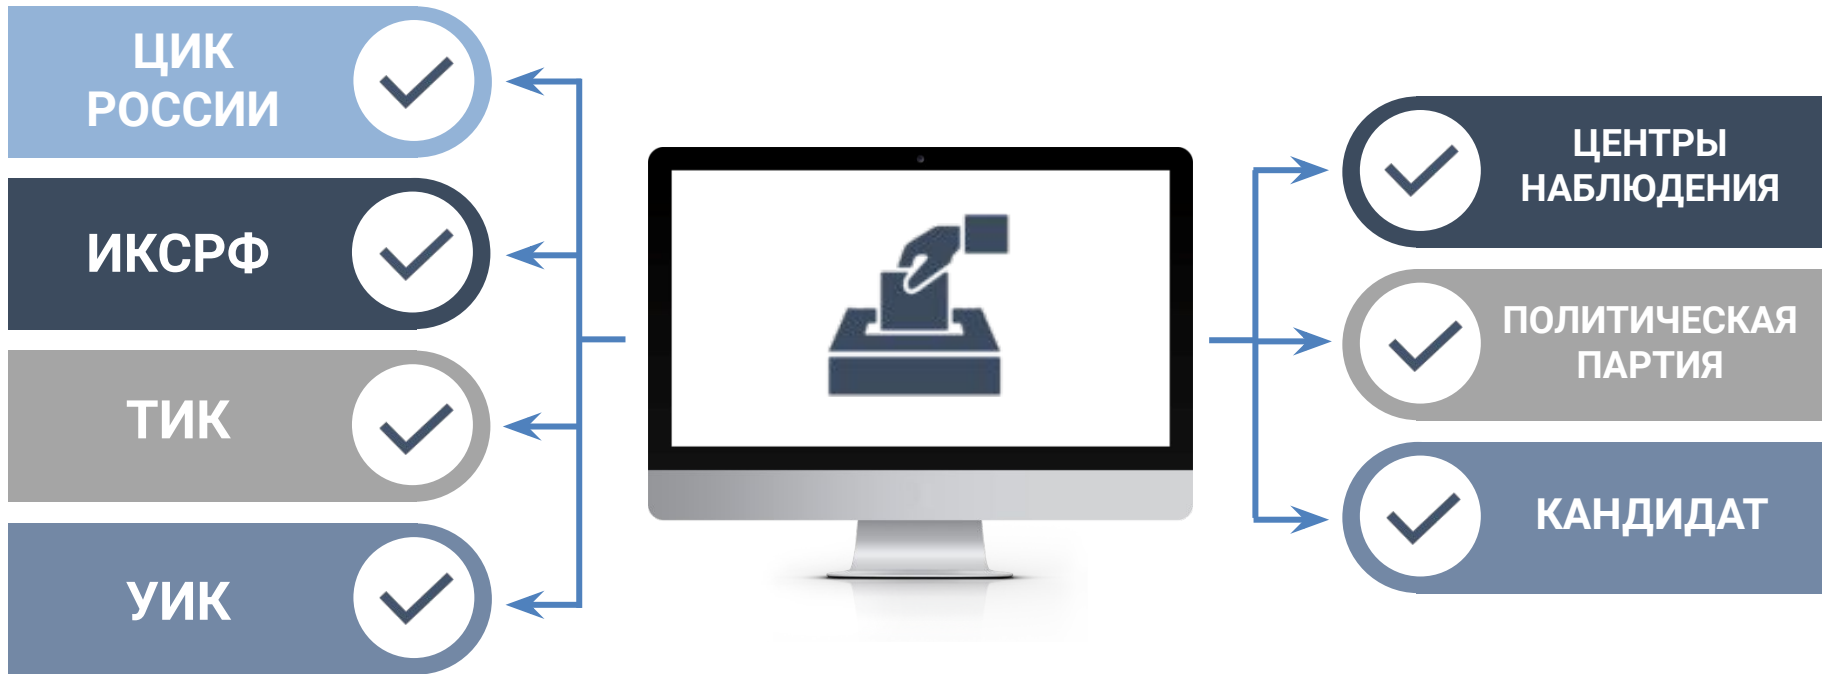 ЦИК
РОССИИ
ИКСРФ
ТИК
УИК
ЦЕНТРЫ
НАБЛЮДЕНИЯ
ПОЛИТИЧЕСКАЯ
ПАРТИЯ
КАНДИДАТ